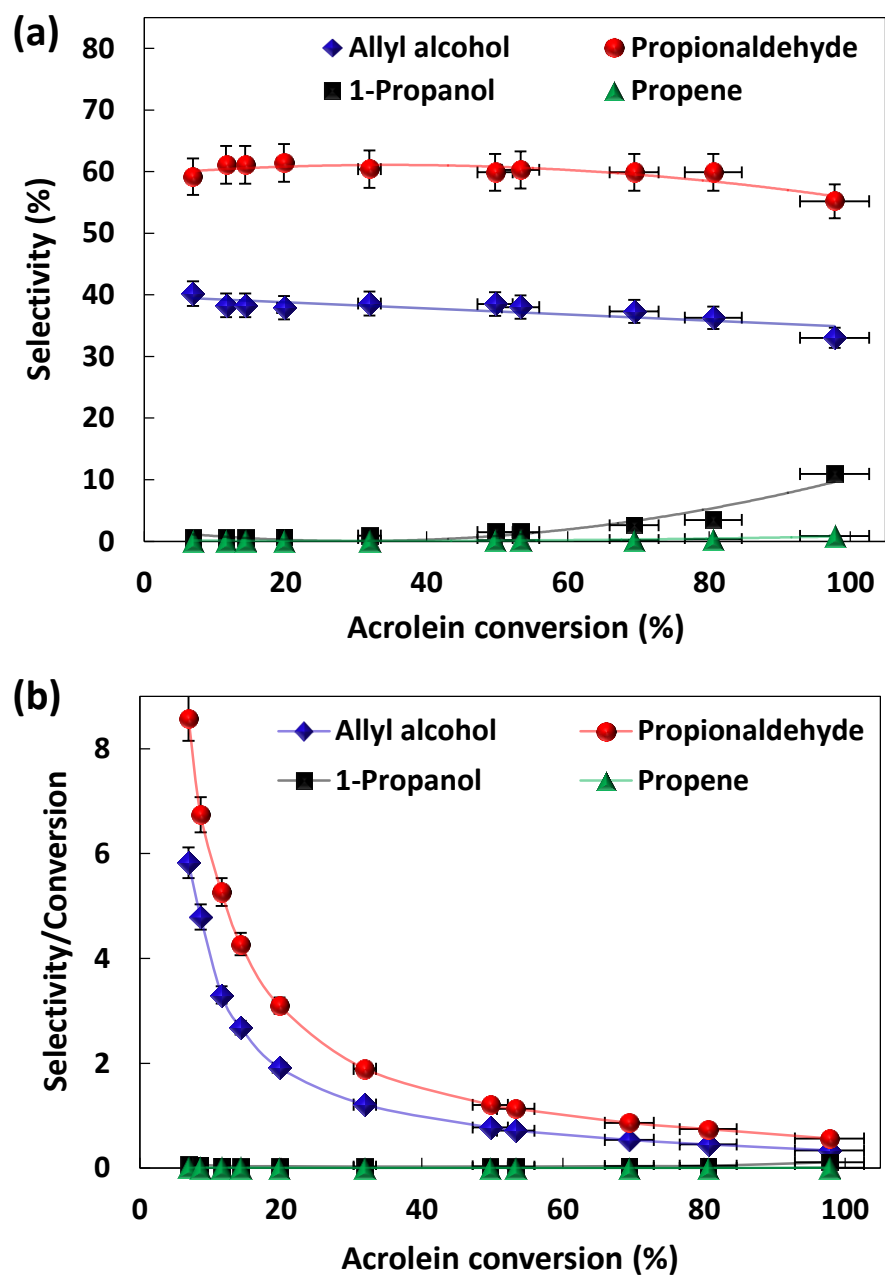 (a)
Allyl alcohol Propionaldehyde
1-Propanol Propene
Selectivity (%)
80
70
60
50
40
30
20
10
0
0 20 40 60 80 100
Acrolein conversion (%)
(b)
Allyl alcohol Propionaldehyde
1-Propanol Propene
Selectivity/Conversion
8
6
4
2
0
0 20 40 60 80 100
Acrolein conversion (%)